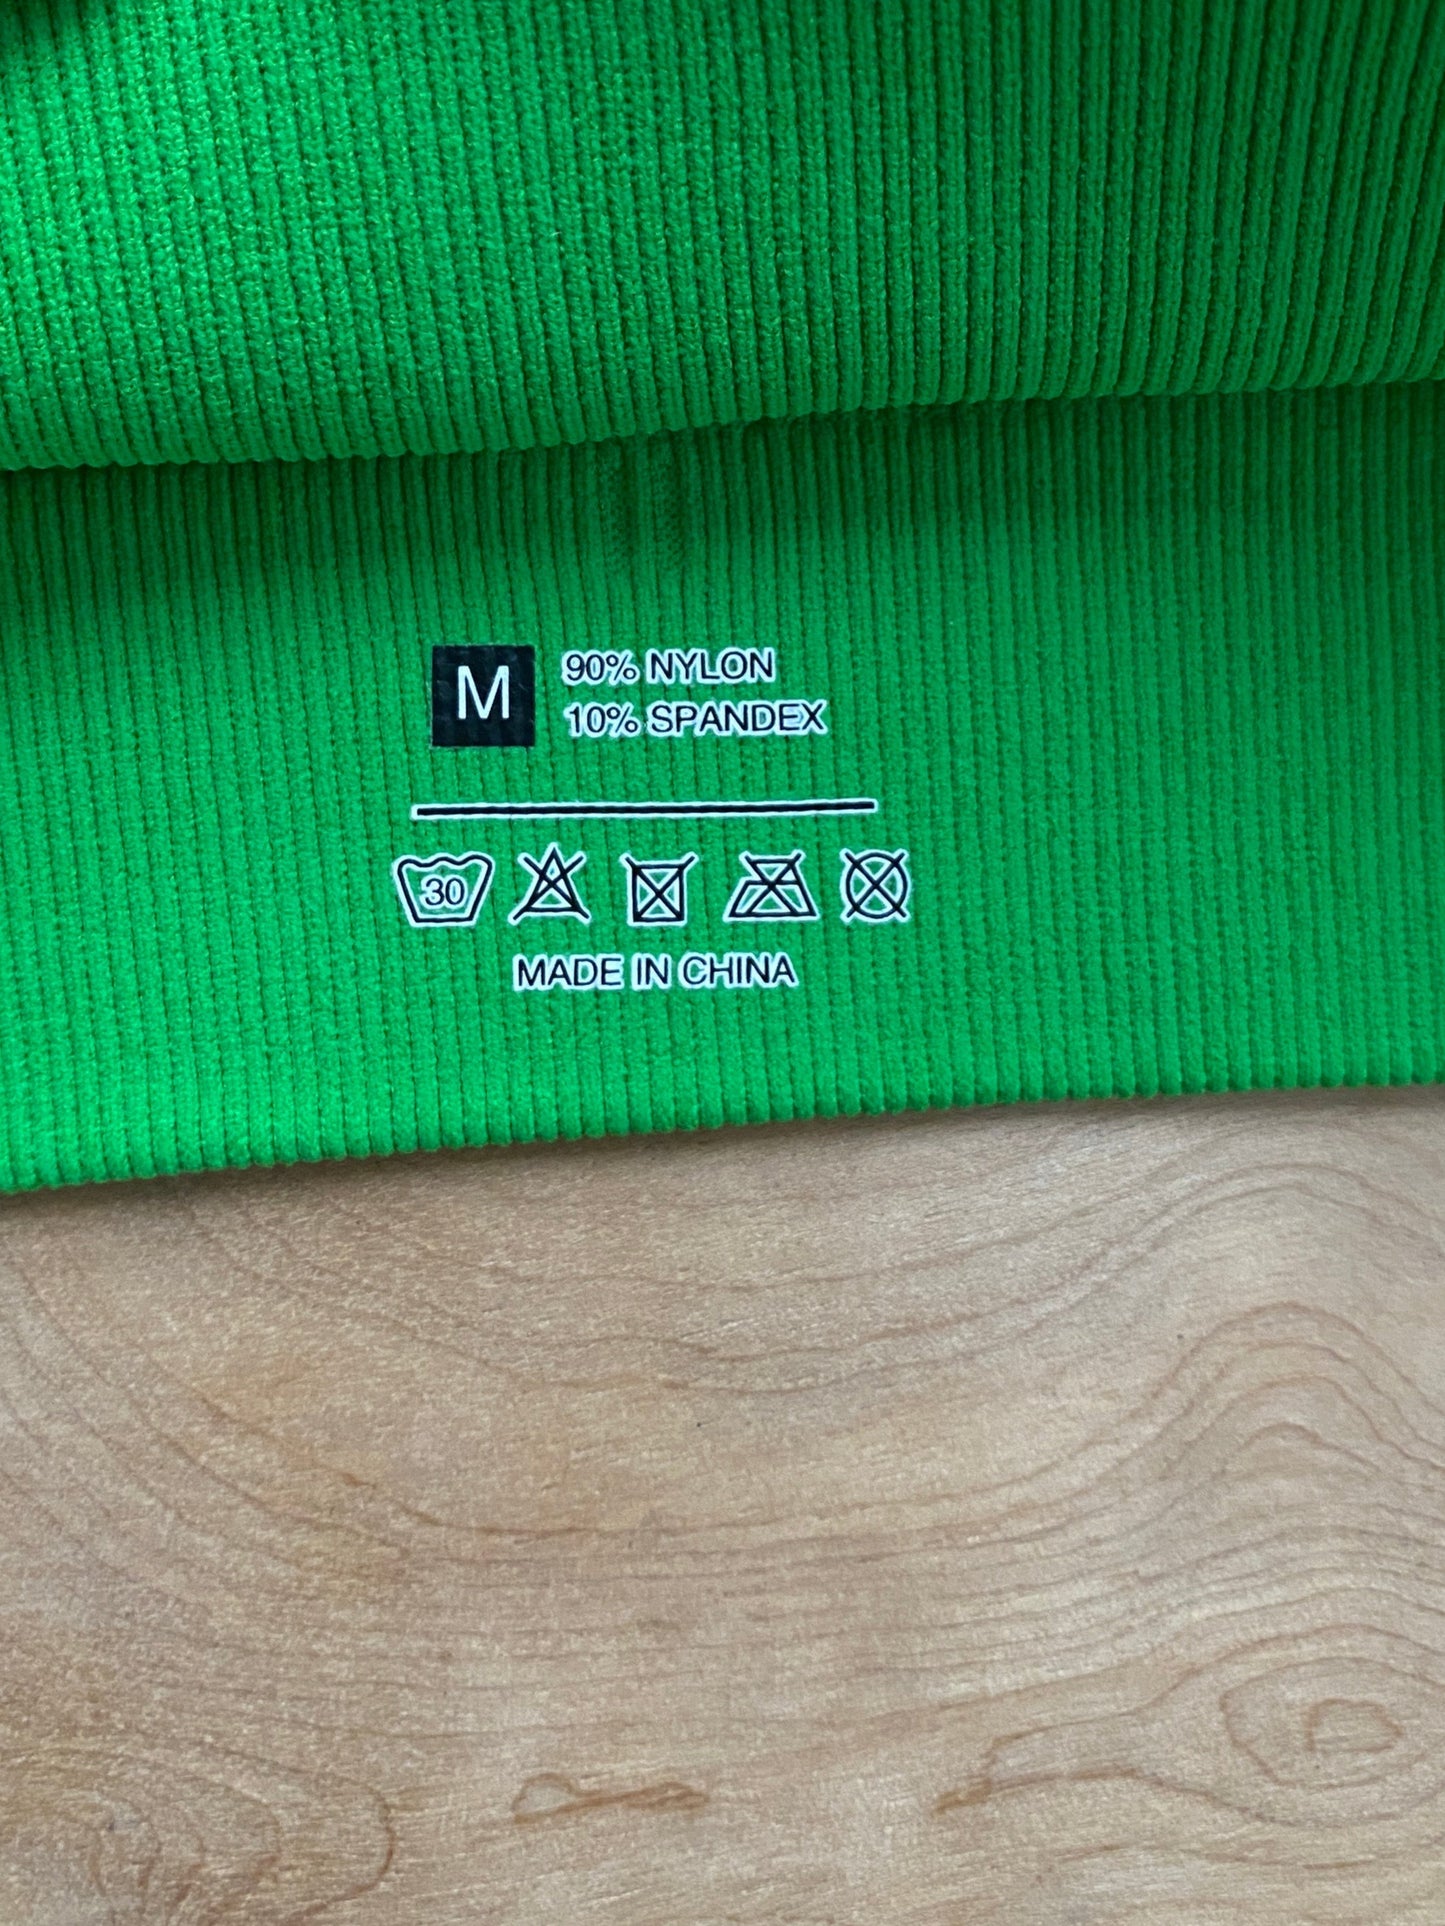 M
90% NYLON
10% SPANDEX
30
MADE IN CHINA